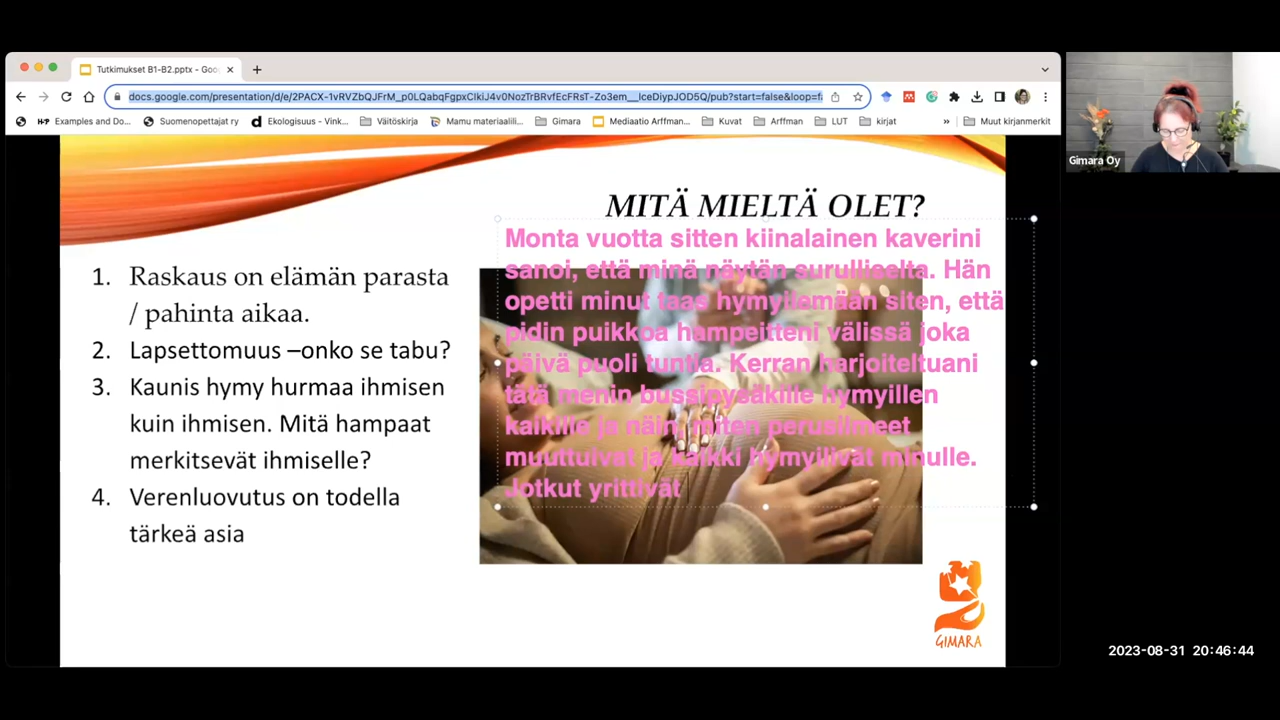 Tutkimukset B1-B2.pptx - Goo
docs.google.com/presentation/d/e/2PACX-1vRVZbQJFrM_p0LQabqFgpxCIkiJ4v0NozTrBRvfEcFRsT-Zo3em__iceDiypJOD5Q/pub?start=false&loop=fa
H+P Examples and Do... Suomenopettajat ry Ekologisuus - Vink... Väitöskirja Mamu materiaalili... Gimara Mediaatio Arffman... Kuvat Arffman LUT kirjat » Muut kirjanmerkit
Gimara Oy
MITÄ MIELTÄ OLET?
1. Raskaus on elämän parasta
/ pahinta aikaa.
2. Lapsettomuus –onko se tabu?
3. Kaunis hymy hurmaa ihmisen
kuin ihmisen. Mitä hampaat
merkitsevät ihmiselle?
4. Verenluovutus on todella
tärkeä asia
Monta vuotta sitten kiinalainen kaverini
sanoi, että minä näytän surulliselta. Hän
opetti minut taas hymyilemään siten, että
pidin puikkoa hampeitteni välissä joka
päivä puoli tuntia. Kerran harjoiteltuani
tätä menin bussipysäkille hymyillen
kaikille ja näin, miten perusilmeet
muuttuivat ja kaikki hymyilivät minulle.
Jotkut yrittivät
GIMARA
2023-08-31 20:46:44